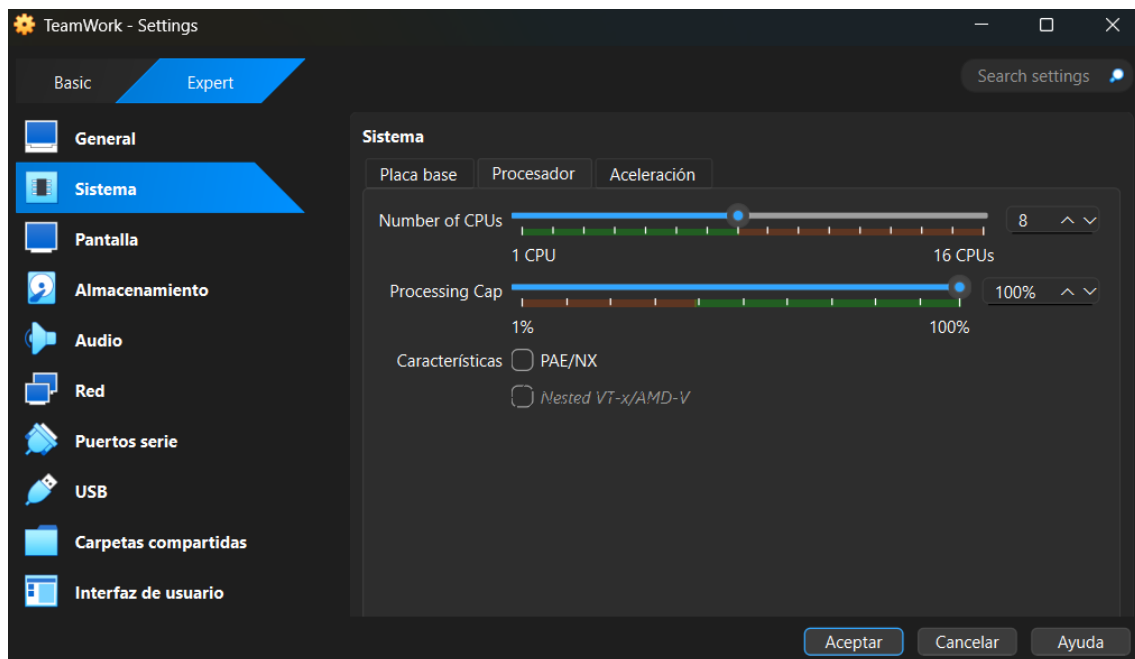 TeamWork - Settings
Basic
Expert
Search settings
General
Sistema
Pantalla
Almacenamiento
Audio
Red
Puertos serie
USB
Carpetas compartidas
Interfaz de usuario
Sistema
Placa base
Procesador
Aceleración
Number of CPUs
8
1 CPU
16 CPUs
Processing Cap
100%
1%
100%
Características
PAE/NX
Nested VT-x/AMD-V
Aceptar
Cancelar
Ayuda